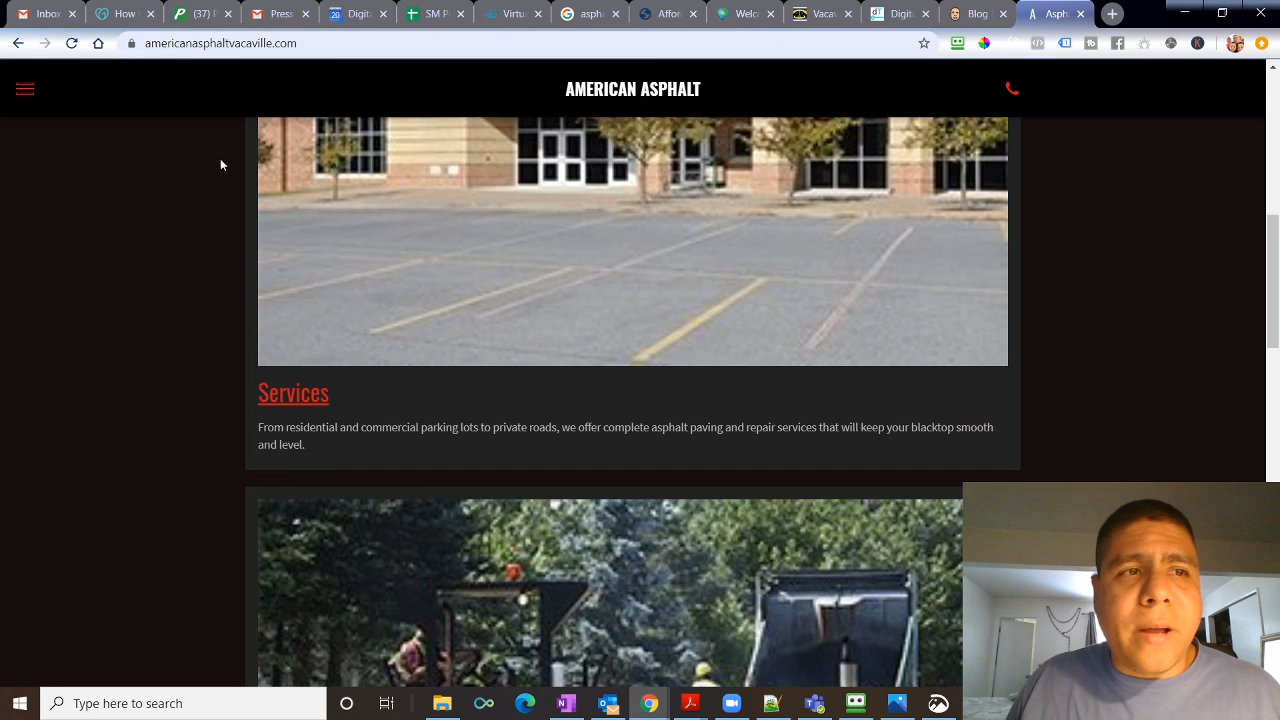 Inbox
How
(37) P
Press
Digita
SM P
Virtu
aspha
Affor
Welc
Vaca
Digit
Blog
Asph
americanasphaltvacaville.com
AMERICAN ASPHALT
Services
From residential and commercial parking lots to private roads, we offer complete asphalt paving and repair services that will keep your blacktop smooth
and level.
Type here to search